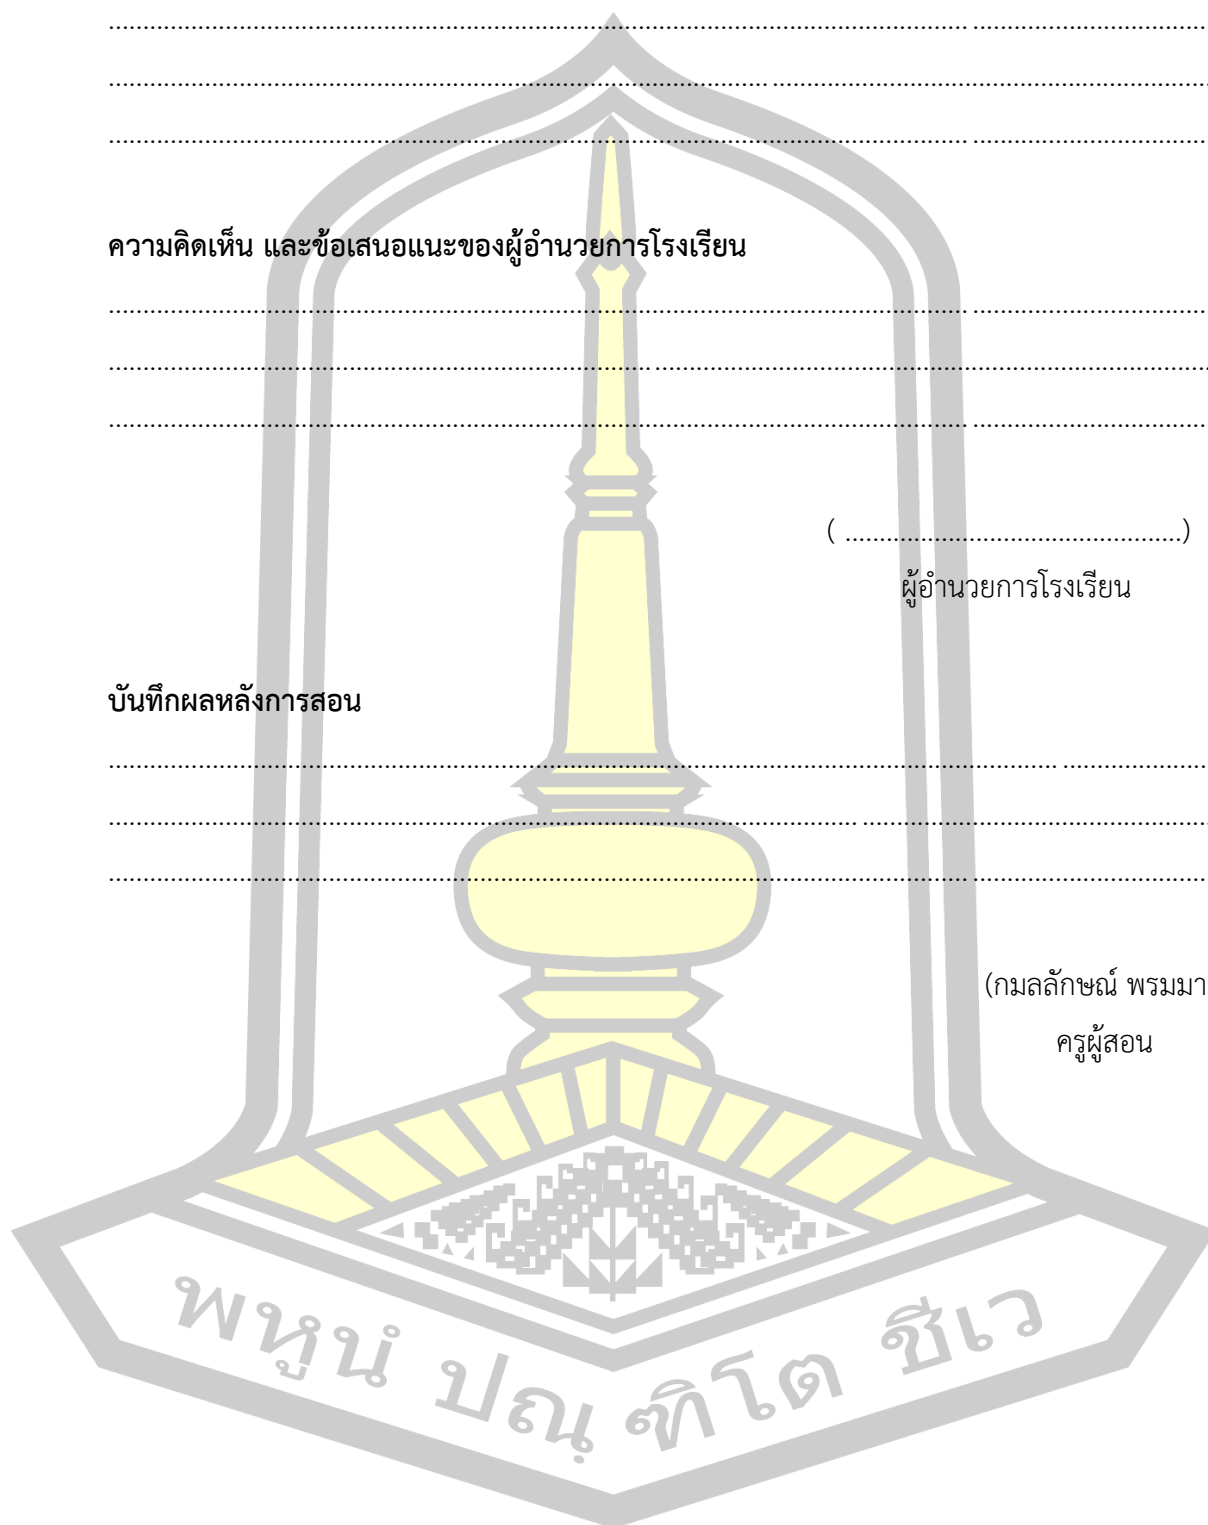 ........................................................................................................................... ..................................
............................................................................................... ..............................................................
........................................................................................................................... ..................................
ความคิดเห็น และข้อเสนอแนะของผู้อำนวยการโรงเรียน
........................................................................................................................... ..................................
.............................................................................. ...............................................................................
........................................................................................................................... ..................................
( .................................................)
ผู้อำนวยการโรงเรียน
บันทึกผลหลังการสอน
........................................................................................................................................ .....................
............................................................................................................ ..................................................
........................................................................................................................... ..................................
(กมลลักษณ์ พรมมา
ครูผู้สอน
พหูนํ ปณฺฑิโต ชีเว